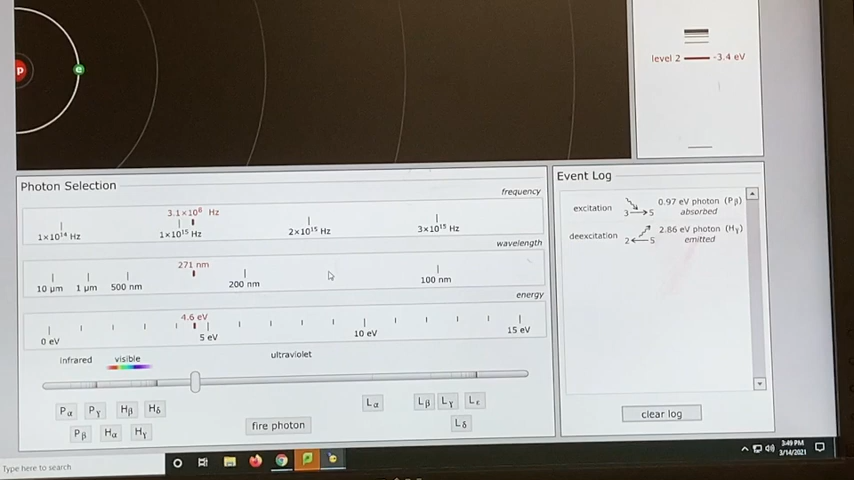 p
e
level 2 -3.4 eV
Photon Selection
frequency
3.1×10⁸ Hz
1×10¹⁴ Hz 1×10¹⁵ Hz 2×10¹⁵ Hz 3×10¹⁵ Hz
wavelength
271 nm
10 µm 1 µm 500 nm 200 nm 100 nm
energy
4.6 eV
0 eV 5 eV 10 eV 15 eV
infrared visible ultraviolet
Pα Pγ Hβ Hδ Lα Lβ Lγ Lε
Pβ Hα Hγ fire photon Lδ
Event Log
excitation 3 5 0.97 eV photon (Pβ)
absorbed
deexcitation 2 5 2.86 eV photon (Hγ)
emitted
clear log
Type here to search
3:49 PM
3/14/2021